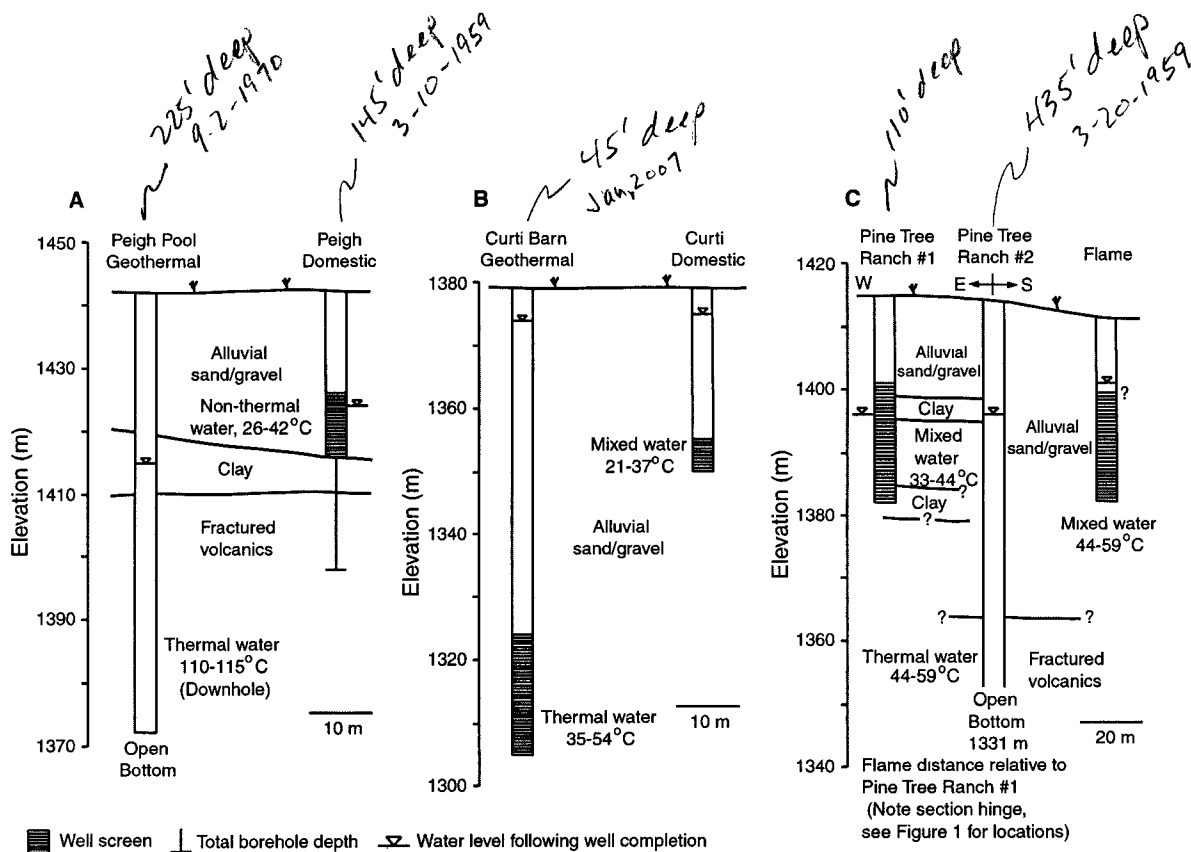 225' deep
9-2-1970
145' deep
3-10-1959
45' deep
Jan, 2007
110' deep
435' deep
3-20-1959
A
Peigh Pool
Geothermal
Peigh
Domestic
1450
1430
1410
1390
1370
Elevation (m)
Alluvial
sand/gravel
Non-thermal
water, 26-42°C
Clay
Fractured
volcanics
Thermal water
110-115°C
(Downhole)
10 m
Open
Bottom
B
Curti Barn
Geothermal
Curti
Domestic
1380
1360
1340
1320
1300
Elevation (m)
Mixed water
21-37°C
Alluvial
sand/gravel
Thermal water
35-54°C
10 m
C
Pine Tree
Ranch #1
Pine Tree
Ranch #2
Flame
W
E S
1420
1400
1380
1360
1340
Elevation (m)
Alluvial
sand/gravel
Clay
Mixed
water
33-44°C
?
Clay
?
Alluvial
sand/gravel
?
Mixed water
44-59°C
? ?
Thermal water
44-59°C
Fractured
volcanics
Open
Bottom
1331 m
20 m
Flame distance relative to
Pine Tree Ranch #1
(Note section hinge,
see Figure 1 for locations)
Well screen Total borehole depth Water level following well completion